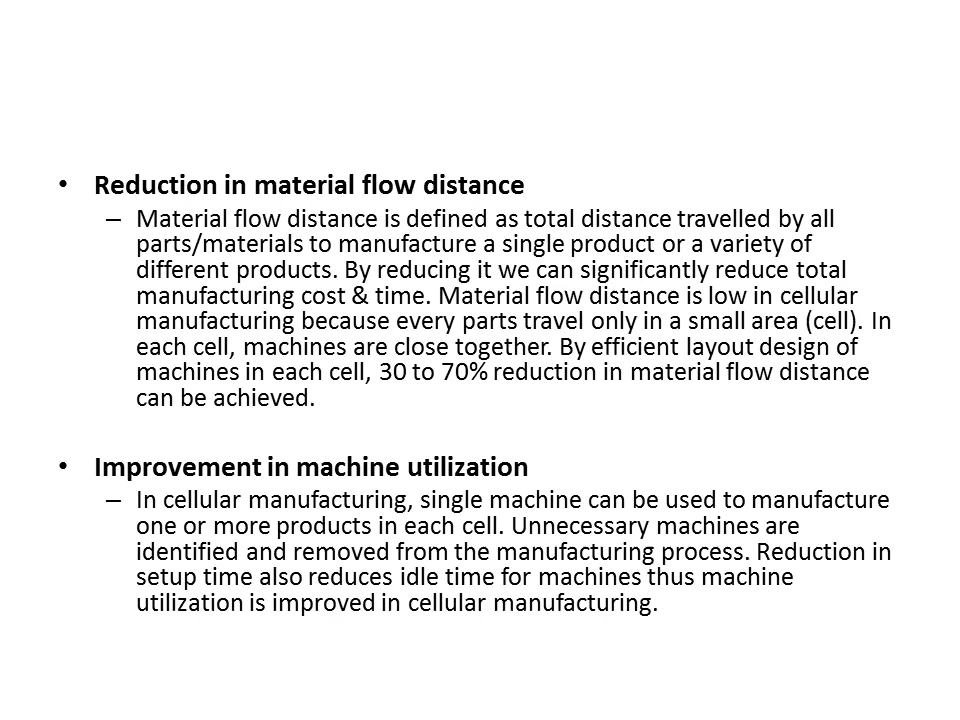 • Reduction in material flow distance
– Material flow distance is defined as total distance travelled by all
parts/materials to manufacture a single product or a variety of
different products. By reducing it we can significantly reduce total
manufacturing cost & time. Material flow distance is low in cellular
manufacturing because every parts travel only in a small area (cell). In
each cell, machines are close together. By efficient layout design of
machines in each cell, 30 to 70% reduction in material flow distance
can be achieved.
• Improvement in machine utilization
– In cellular manufacturing, single machine can be used to manufacture
one or more products in each cell. Unnecessary machines are
identified and removed from the manufacturing process. Reduction in
setup time also reduces idle time for machines thus machine
utilization is improved in cellular manufacturing.